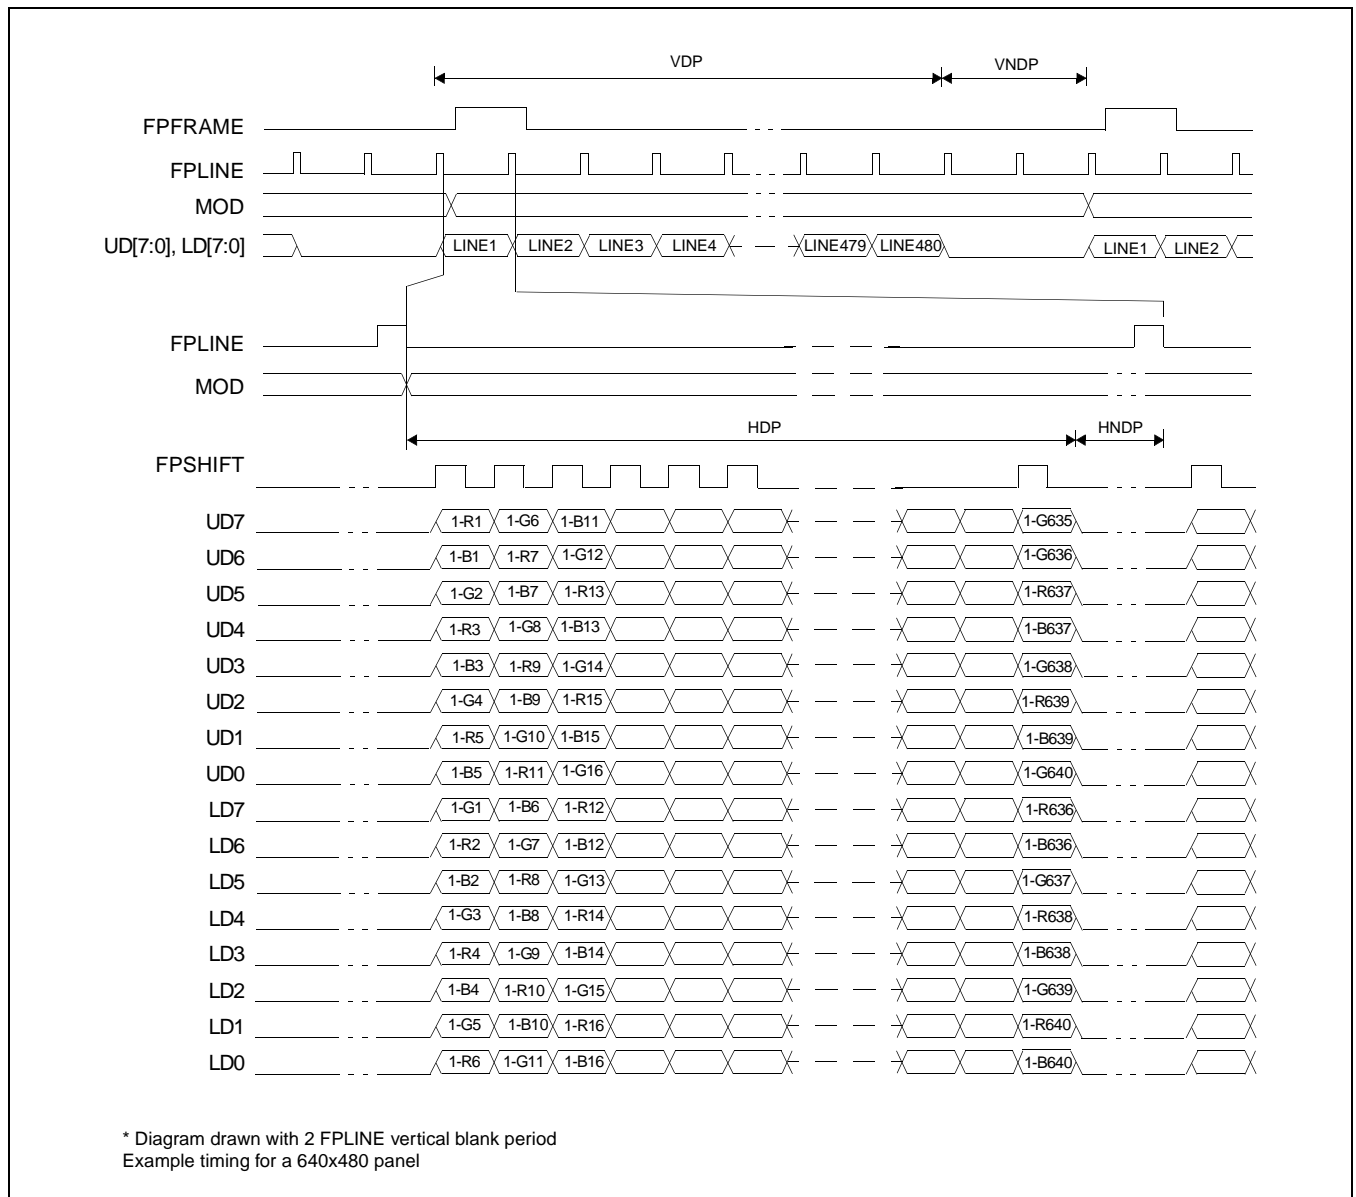 VDP VNDP
FPFRAME
FPLINE
MOD
UD[7:0], LD[7:0] LINE1 LINE2 LINE3 LINE4 LINE479 LINE480 LINE1 LINE2
FPLINE
MOD
HDP HNDP
FPSHIFT
UD7 1-R1 1-G6 1-B11 1-G635
UD6 1-B1 1-R7 1-G12 1-G636
UD5 1-G2 1-B7 1-R13 1-R637
UD4 1-R3 1-G8 1-B13 1-B637
UD3 1-B3 1-R9 1-G14 1-G638
UD2 1-G4 1-B9 1-R15 1-R639
UD1 1-R5 1-G10 1-B15 1-B639
UD0 1-B5 1-R11 1-G16 1-G640
LD7 1-G1 1-B6 1-R12 1-R636
LD6 1-R2 1-G7 1-B12 1-B636
LD5 1-B2 1-R8 1-G13 1-G637
LD4 1-G3 1-B8 1-R14 1-R638
LD3 1-R4 1-G9 1-B14 1-B638
LD2 1-B4 1-R10 1-G15 1-G639
LD1 1-G5 1-B10 1-R16 1-R640
LD0 1-R6 1-G11 1-B16 1-B640
* Diagram drawn with 2 FPLINE vertical blank period
Example timing for a 640x480 panel